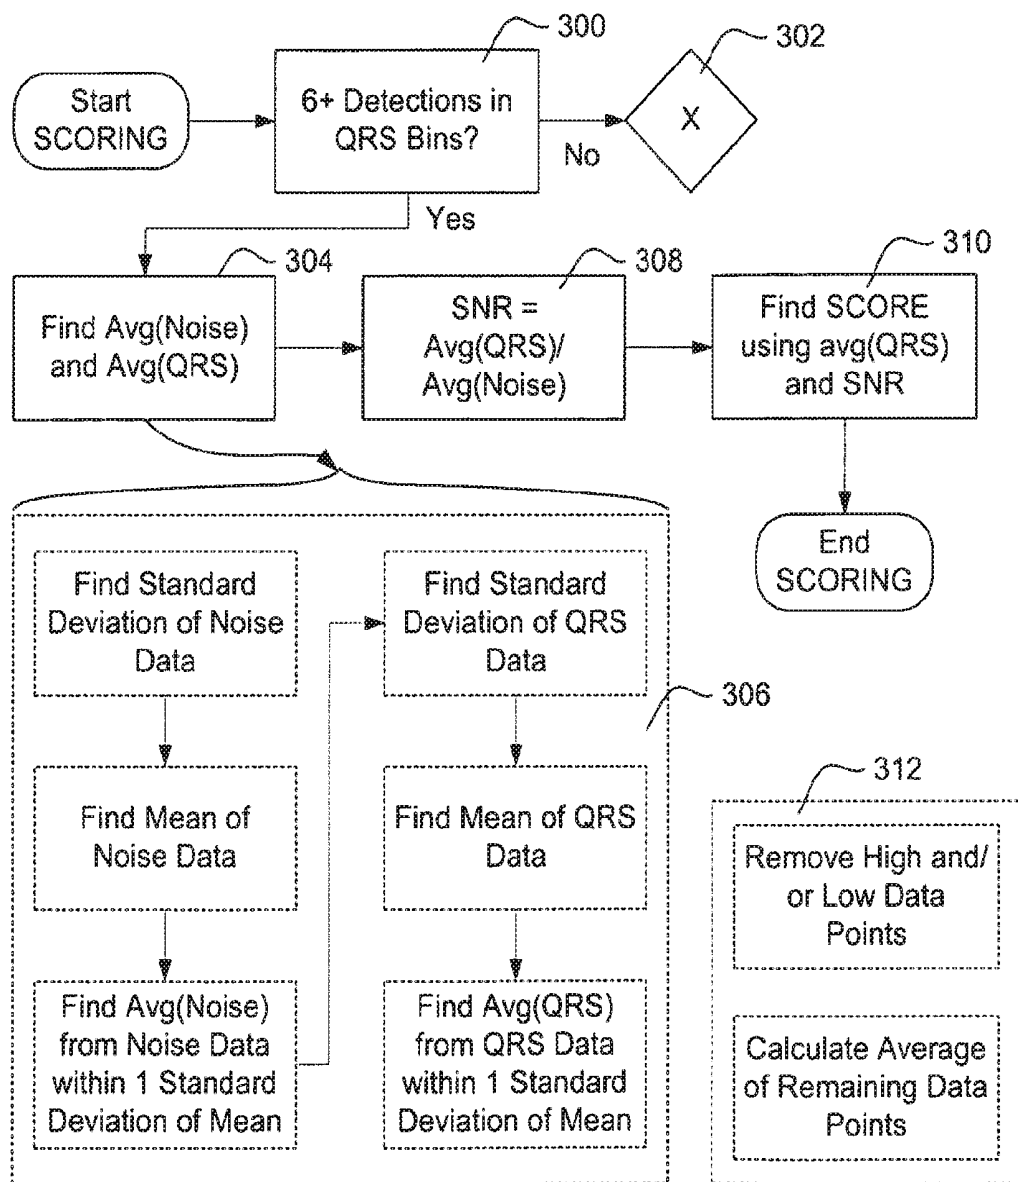 300
302
Start
SCORING
6+ Detections in
QRS Bins?
X
No
Yes
304
308
310
Find Avg(Noise)
and Avg(QRS)
SNR =
Avg(QRS)/
Avg(Noise)
Find SCORE
using avg(QRS)
and SNR
End
SCORING
Find Standard
Deviation of Noise
Data
Find Mean of
Noise Data
Find Avg(Noise)
from Noise Data
within 1 Standard
Deviation of Mean
Find Standard
Deviation of QRS
Data
Find Mean of QRS
Data
Find Avg(QRS)
from QRS Data
within 1 Standard
Deviation of Mean
306
312
Remove High and/
or Low Data
Points
Calculate Average
of Remaining Data
Points